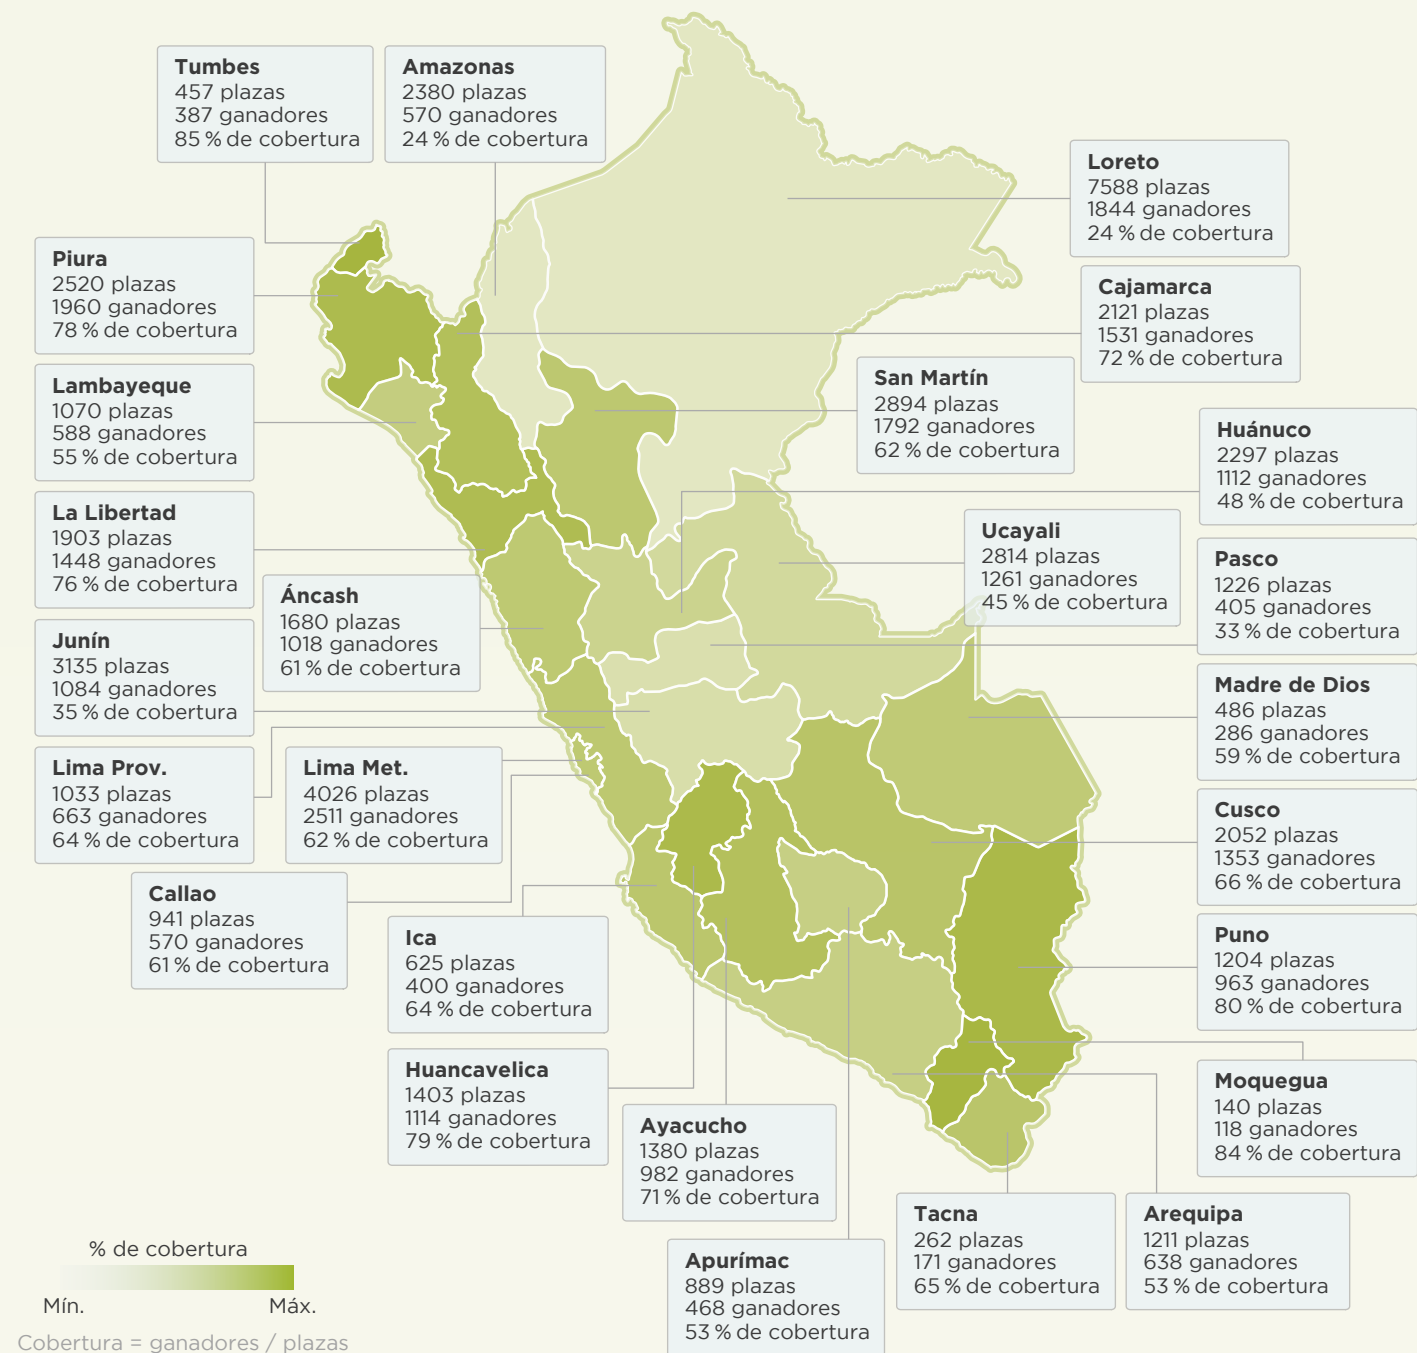 Tumbes
457 plazas
387 ganadores
85 % de cobertura
Amazonas
2380 plazas
570 ganadores
24 % de cobertura
Loreto
7588 plazas
1844 ganadores
24 % de cobertura
Piura
2520 plazas
1960 ganadores
78 % de cobertura
Cajamarca
2121 plazas
1531 ganadores
72 % de cobertura
Lambayeque
1070 plazas
588 ganadores
55 % de cobertura
San Martín
2894 plazas
1792 ganadores
62 % de cobertura
Huánuco
2297 plazas
1112 ganadores
48 % de cobertura
La Libertad
1903 plazas
1448 ganadores
76 % de cobertura
Ucayali
2814 plazas
1261 ganadores
45 % de cobertura
Pasco
1226 plazas
405 ganadores
33 % de cobertura
Áncash
1680 plazas
1018 ganadores
61 % de cobertura
Junín
3135 plazas
1084 ganadores
35 % de cobertura
Madre de Dios
486 plazas
286 ganadores
59 % de cobertura
Lima Prov.
1033 plazas
663 ganadores
64 % de cobertura
Lima Met.
4026 plazas
2511 ganadores
62 % de cobertura
Cusco
2052 plazas
1353 ganadores
66 % de cobertura
Callao
941 plazas
570 ganadores
61 % de cobertura
Ica
625 plazas
400 ganadores
64 % de cobertura
Puno
1204 plazas
963 ganadores
80 % de cobertura
Huancavelica
1403 plazas
1114 ganadores
79 % de cobertura
Moquegua
140 plazas
118 ganadores
84 % de cobertura
Ayacucho
1380 plazas
982 ganadores
71 % de cobertura
Tacna
262 plazas
171 ganadores
65 % de cobertura
Arequipa
1211 plazas
638 ganadores
53 % de cobertura
Apurímac
889 plazas
468 ganadores
53 % de cobertura
% de cobertura
Mín. Máx.
Cobertura = ganadores / plazas